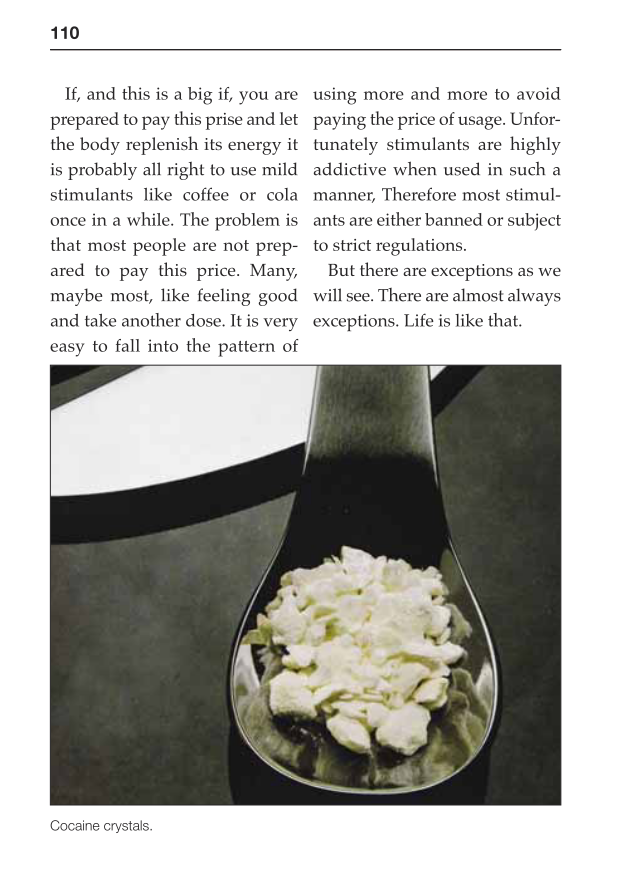 110
If, and this is a big if, you are
prepared to pay this prise and let
the body replenish its energy it
is probably all right to use mild
stimulants like coffee or cola
once in a while. The problem is
that most people are not prep-
ared to pay this price. Many,
maybe most, like feeling good
and take another dose. It is very
easy to fall into the pattern of
using more and more to avoid
paying the price of usage. Unfor-
tunately stimulants are highly
addictive when used in such a
manner, Therefore most stimul-
ants are either banned or subject
to strict regulations.
But there are exceptions as we
will see. There are almost always
exceptions. Life is like that.
Cocaine crystals.